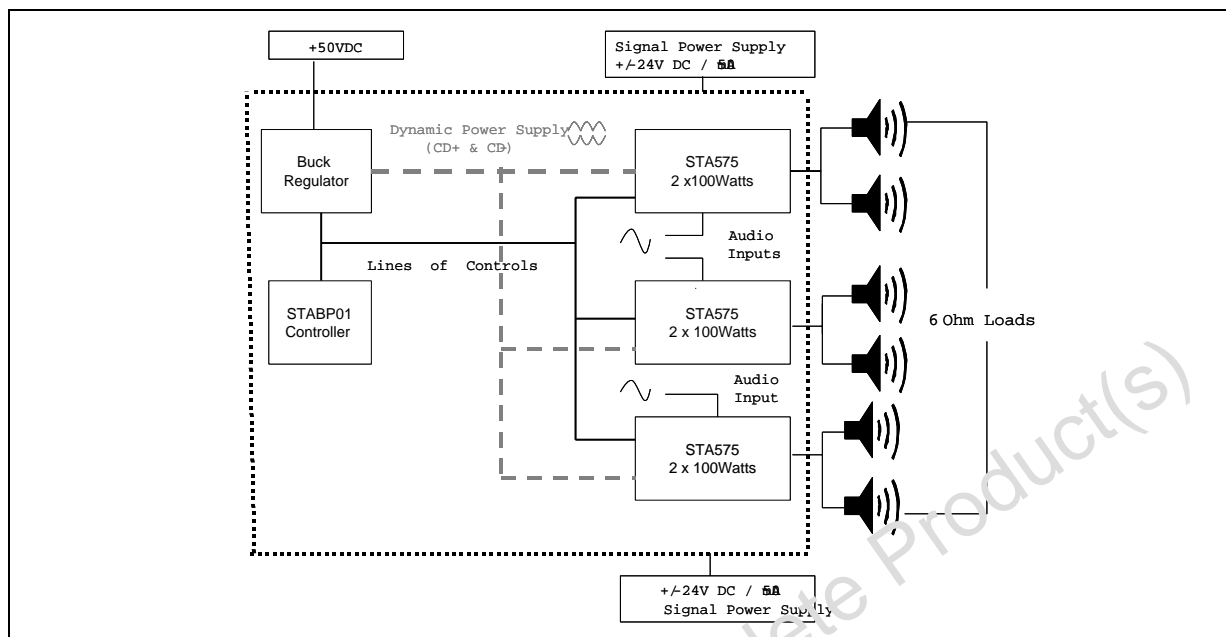 +50VDC
Signal Power Supply
+/-24V DC /
Dynamic Power Supply
(CD+ & CD-)
Buck
Regulator
STA575
2 x100Watts
Audio
Inputs
Lines of Controls
STABP01
Controller
STA575
2 x 100Watts
6 Ohm Loads
Audio
Input
STA575
2 x 100Watts
+/-24V DC /
Signal Power Supply
Product(s)